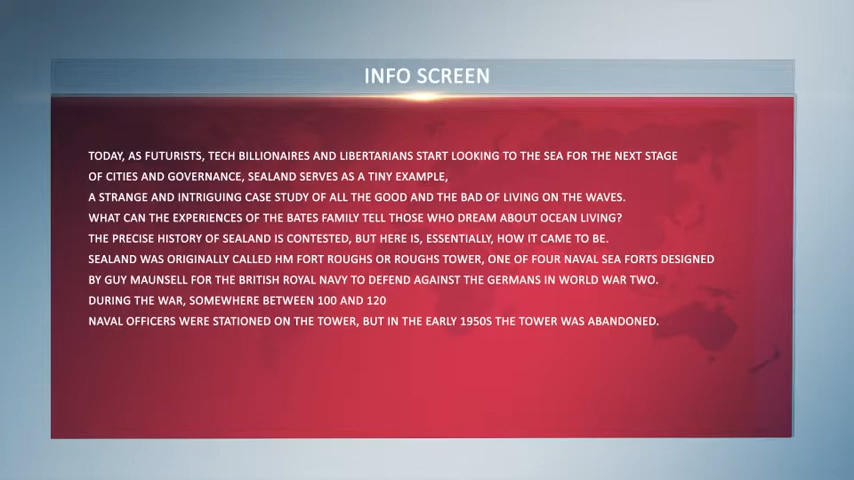 INFO SCREEN
TODAY, AS FUTURISTS, TECH BILLIONAIRES AND LIBERTARIANS START LOOKING TO THE SEA FOR THE NEXT STAGE
OF CITIES AND GOVERNANCE, SEALAND SERVES AS A TINY EXAMPLE,
A STRANGE AND INTRIGUING CASE STUDY OF ALL THE GOOD AND THE BAD OF LIVING ON THE WAVES.
WHAT CAN THE EXPERIENCES OF THE BATES FAMILY TELL THOSE WHO DREAM ABOUT OCEAN LIVING?
THE PRECISE HISTORY OF SEALAND IS CONTESTED, BUT HERE IS, ESSENTIALLY, HOW IT CAME TO BE.
SEALAND WAS ORIGINALLY CALLED HM FORT ROUGHS OR ROUGHS TOWER, ONE OF FOUR NAVAL SEA FORTS DESIGNED
BY GUY MAUNSELL FOR THE BRITISH ROYAL NAVY TO DEFEND AGAINST THE GERMANS IN WORLD WAR TWO.
DURING THE WAR, SOMEWHERE BETWEEN 100 AND 120
NAVAL OFFICERS WERE STATIONED ON THE TOWER, BUT IN THE EARLY 1950S THE TOWER WAS ABANDONED.